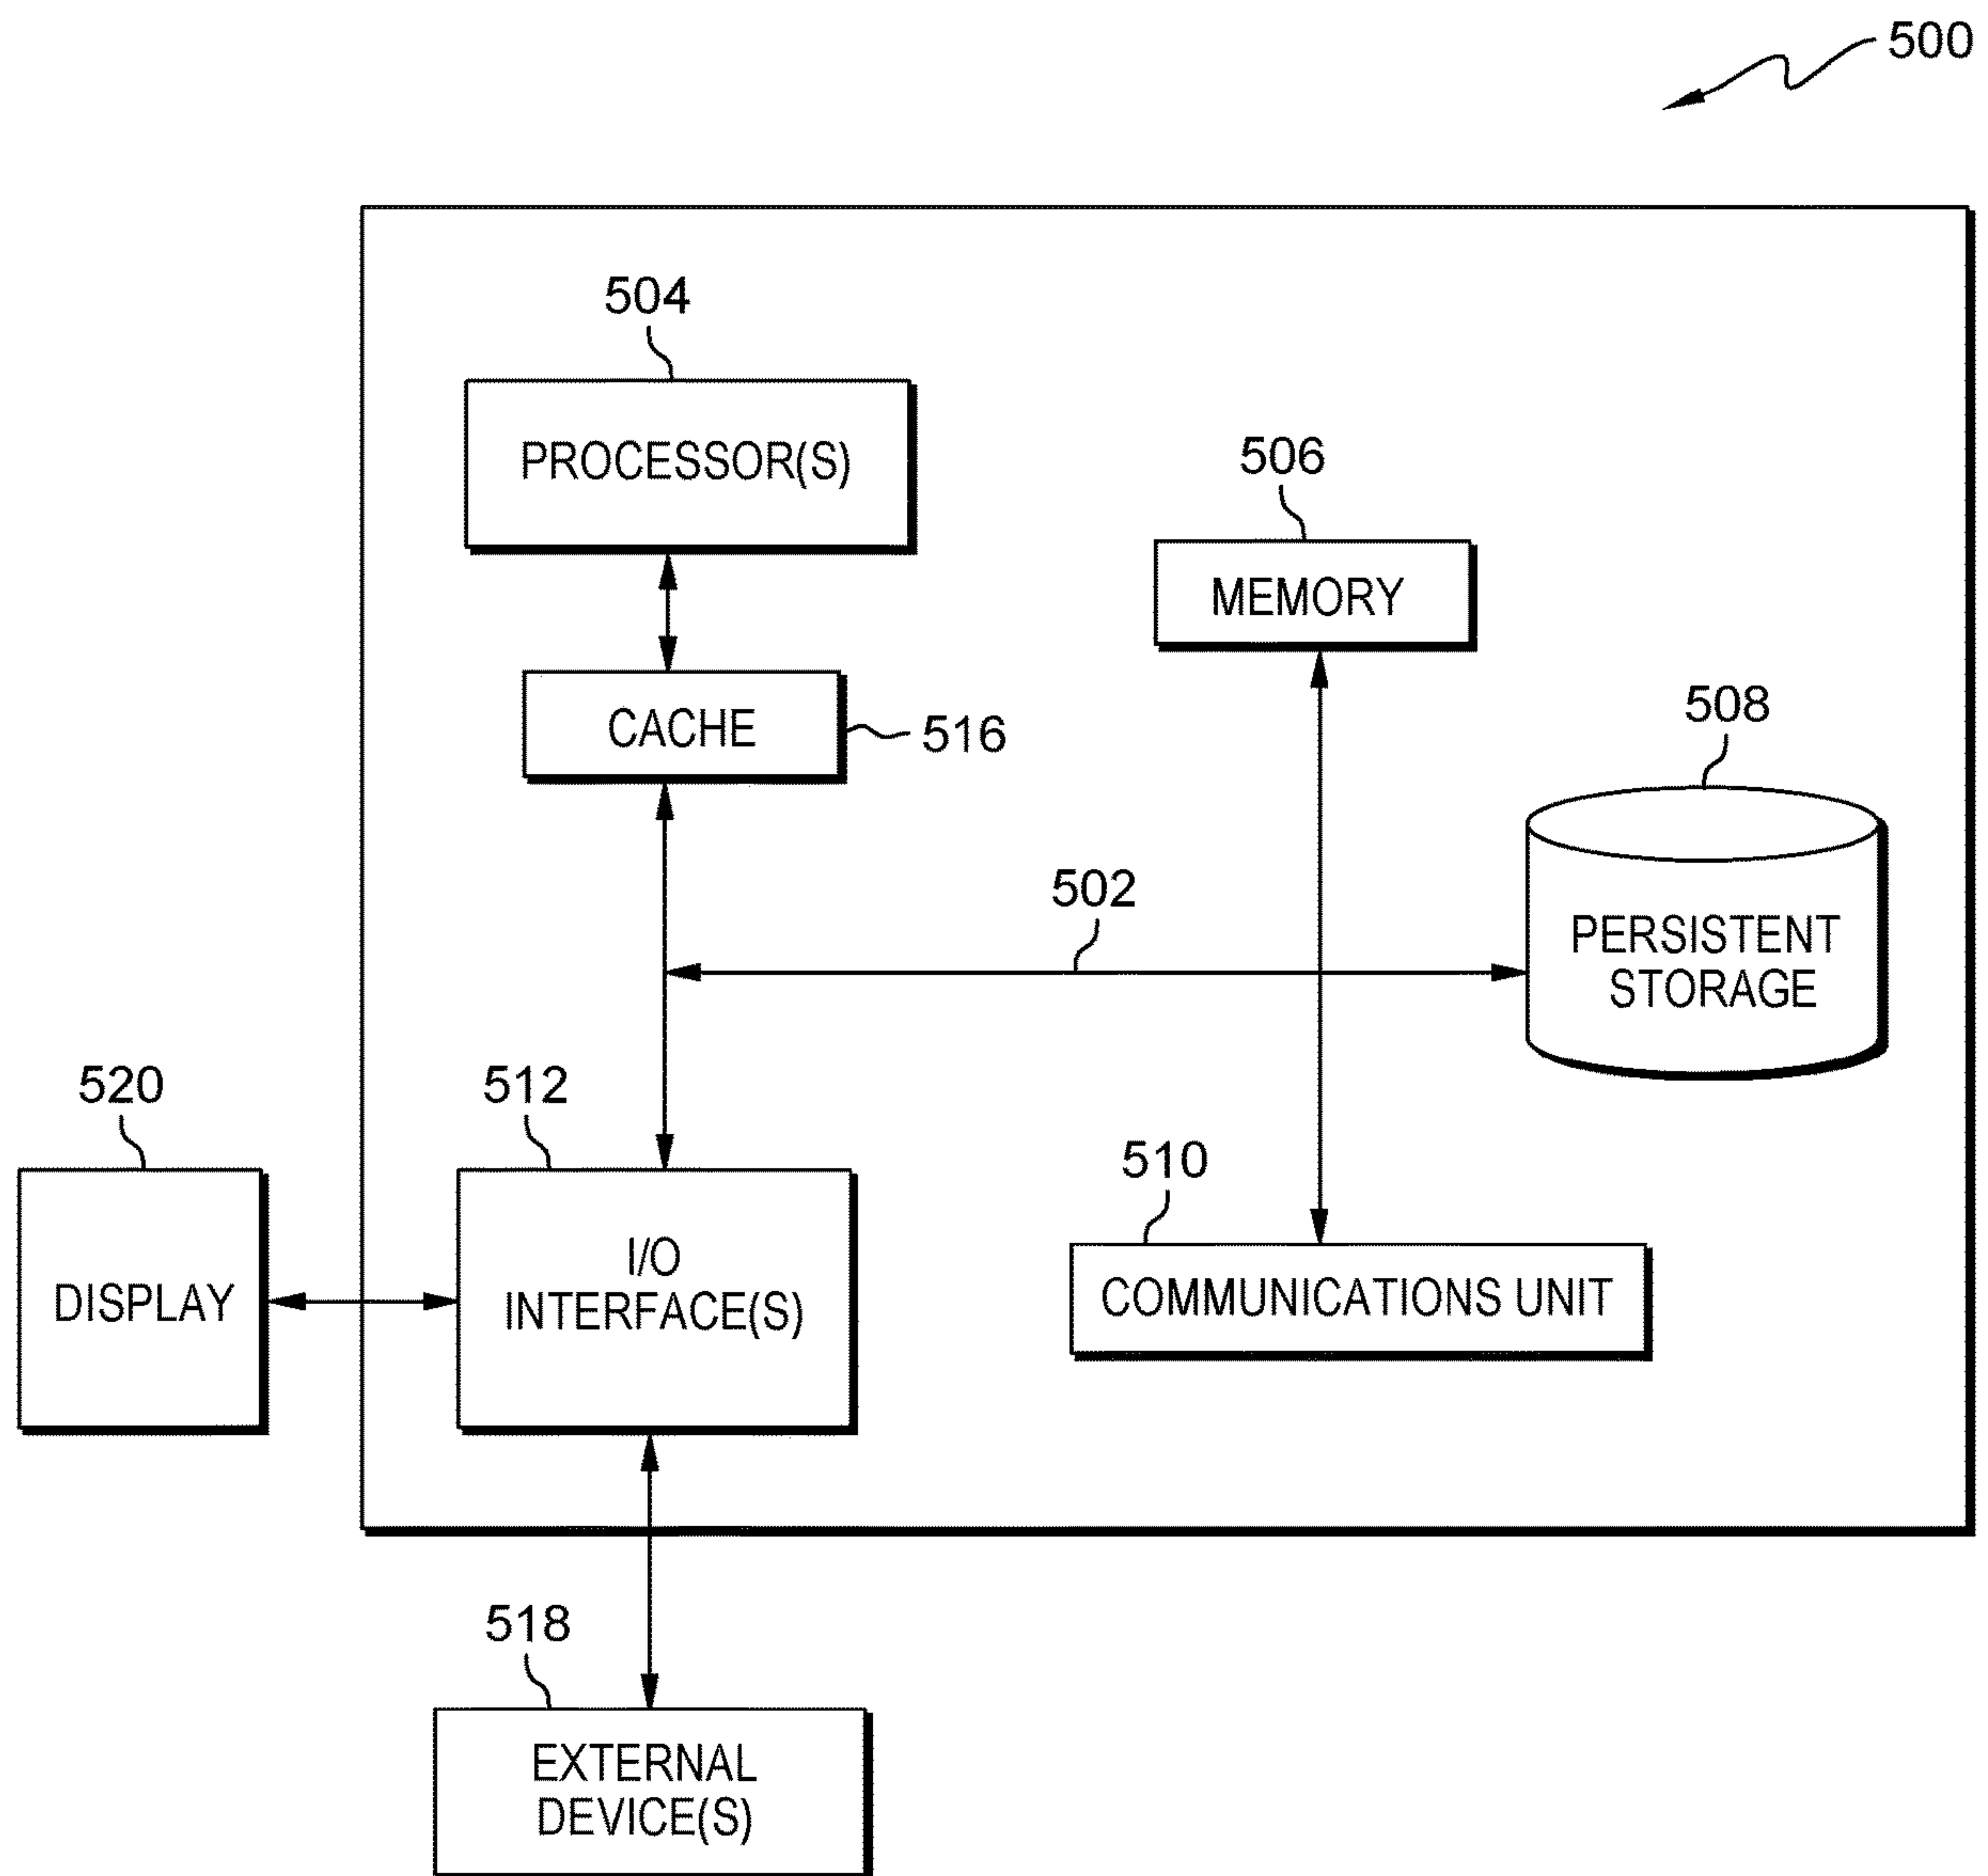 500
504
PROCESSOR(S)
506
MEMORY
CACHE
516
508
502
PERSISTENT
STORAGE
520
512
510
I/O
INTERFACE(S)
DISPLAY
COMMUNICATIONS UNIT
518
EXTERNAL
DEVICE(S)